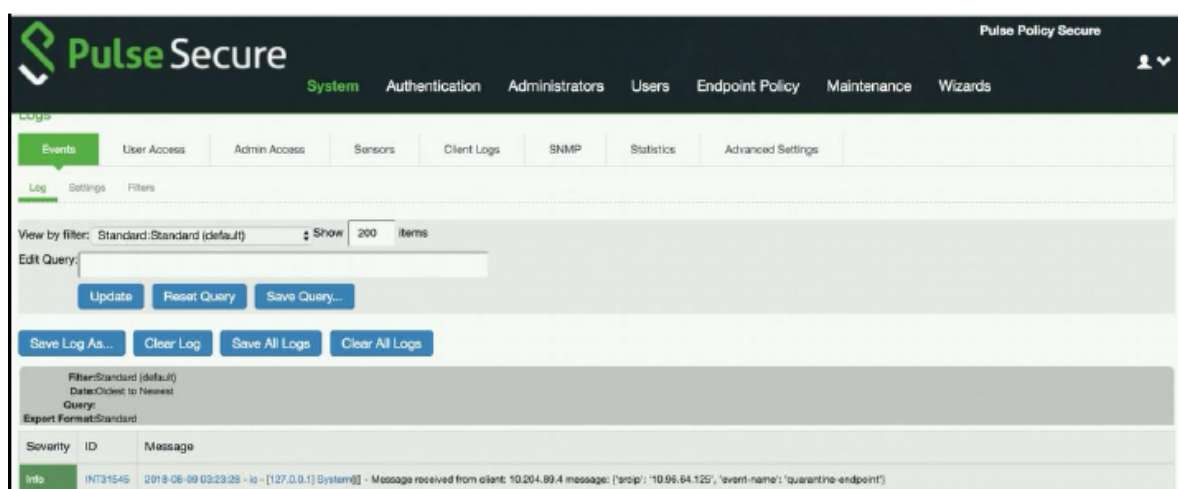 Pulse Policy Secure
Pulse Secure
System Authentication Administrators Users Endpoint Policy Maintenance Wizards
Logs
Events User Access Admin Access Sensors Client Logs SNMP Statistics Advanced Settings
Log Settings Filters
View by filter: Standard:Standard (default) Show 200 items
Edit Query:
Update Reset Query Save Query...
Save Log As... Clear Log Save All Logs Clear All Logs
Filter:Standard (default)
Date:Oldest to Newest
Query:
Export Format:Standard
Severity ID Message
Info INT31545 2018-08-09 03:23:28 - ic - [127.0.0.1] System()[] - Message received from client: 10.204.89.4 message: {'srcip': '10.96.64.125', 'event-name': 'quarantine-endpoint'}